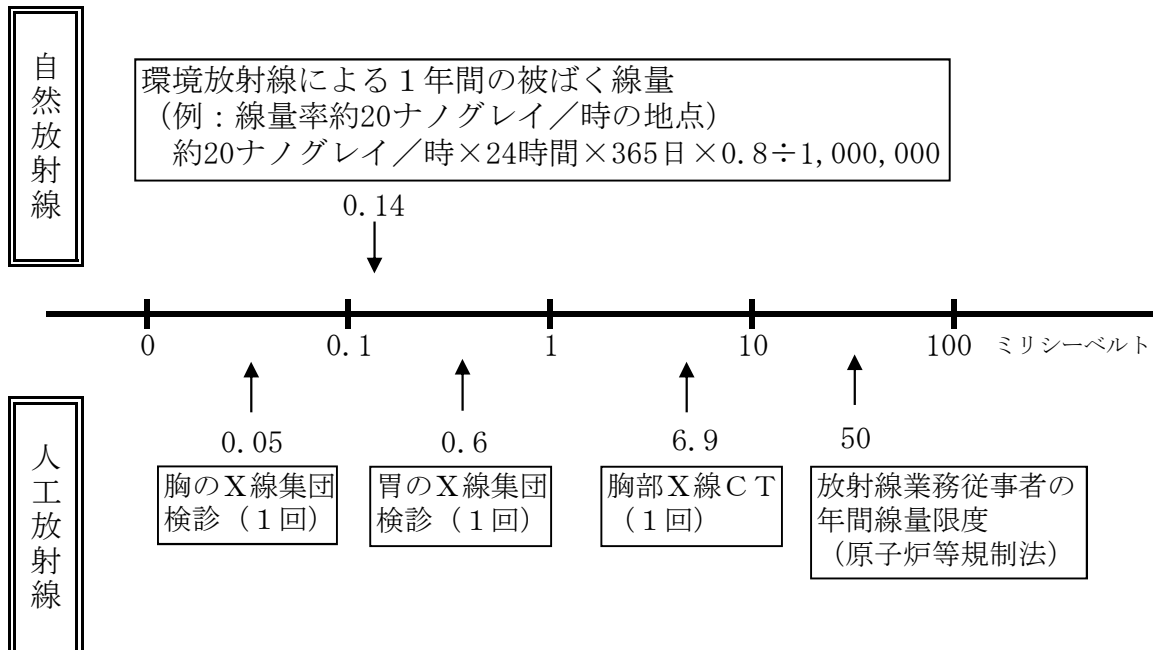 自然放射線
環境放射線による１年間の被ばく線量
（例：線量率約20ナノグレイ／時の地点）
約20ナノグレイ／時×24時間×365日×0.8÷1,000,000
0.14
0 0.1 1 10 100 ミリシーベルト
人工放射線
0.05 0.6 6.9 50
胸のＸ線集団
検診（１回）
胃のＸ線集団
検診（１回）
胸部Ｘ線ＣＴ
（１回）
放射線業務従事者の
年間線量限度
（原子炉等規制法）